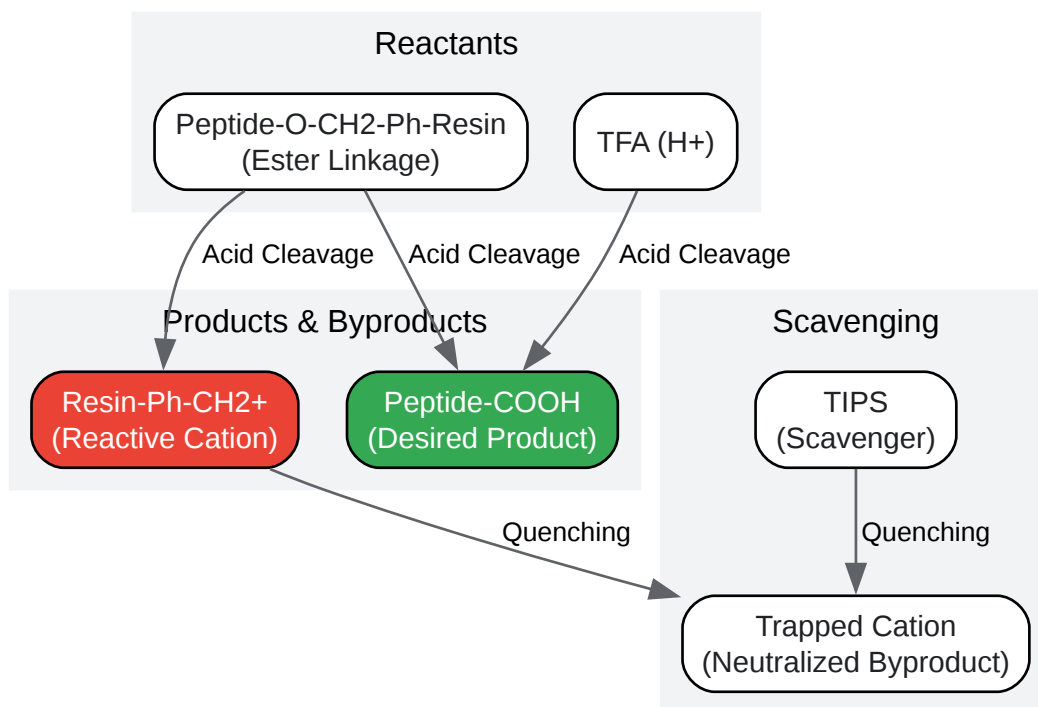 Reactants
Peptide-O-CH2-Ph-Resin
(Ester Linkage)
TFA (H+)
Acid Cleavage
Acid Cleavage
Acid Cleavage
Products & Byproducts
Scavenging
Resin-Ph-CH2+
(Reactive Cation)
Peptide-COOH
(Desired Product)
TIPS
(Scavenger)
Quenching
Quenching
Trapped Cation
(Neutralized Byproduct)